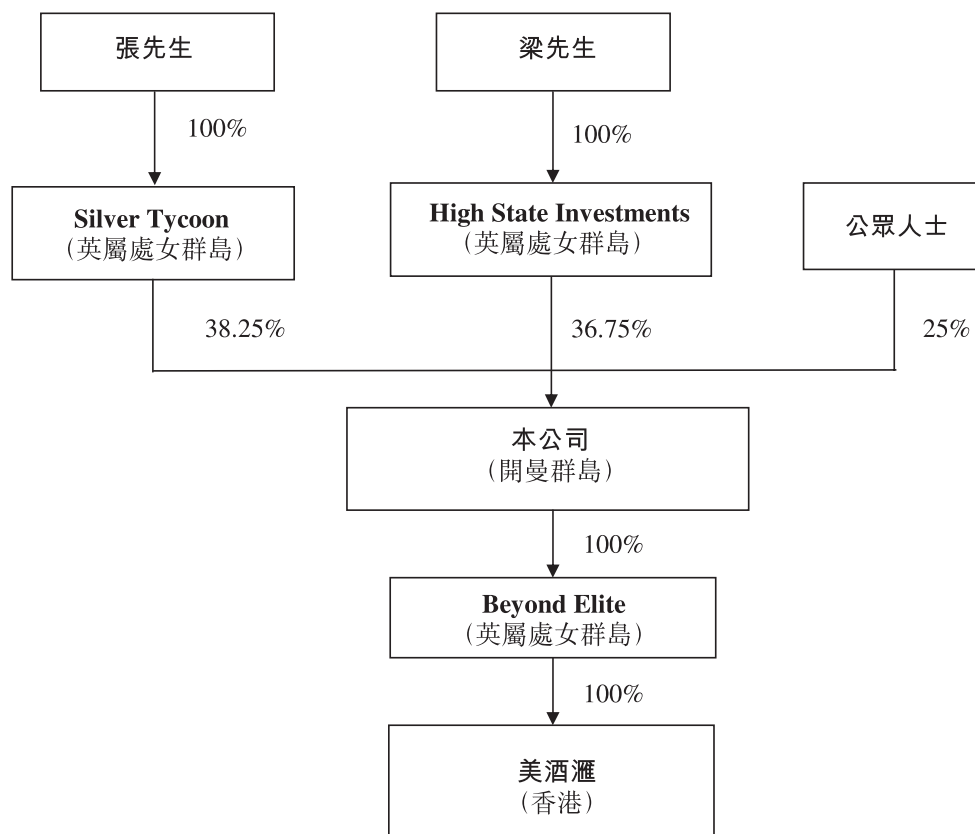 張先生
梁先生
100%
100%
Silver Tycoon
(英屬處女群島)
High State Investments
(英屬處女群島)
公眾人士
38.25%
36.75%
25%
本公司
(開曼群島)
100%
Beyond Elite
(英屬處女群島)
100%
美酒滙
(香港)